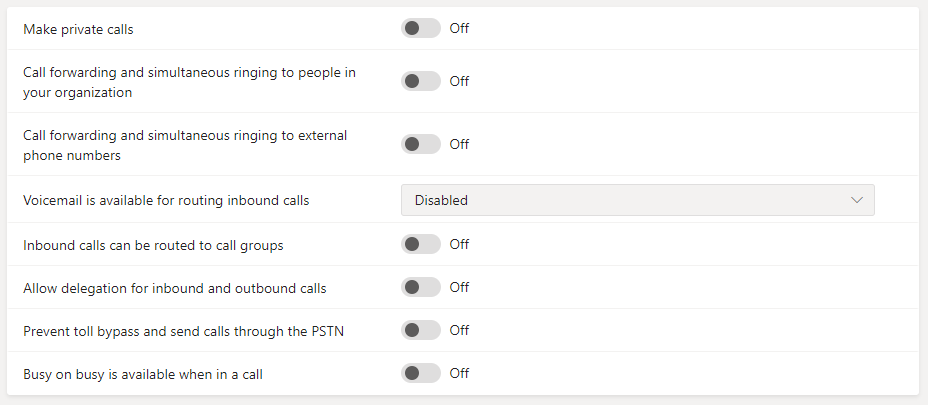 Make private calls
Off
Call forwarding and simultaneous ringing to people in
your organization
Off
Call forwarding and simultaneous ringing to external
phone numbers
Off
Voicemail is available for routing inbound calls
Disabled
Inbound calls can be routed to call groups
Off
Allow delegation for inbound and outbound calls
Off
Prevent toll bypass and send calls through the PSTN
Off
Busy on busy is available when in a call
Off